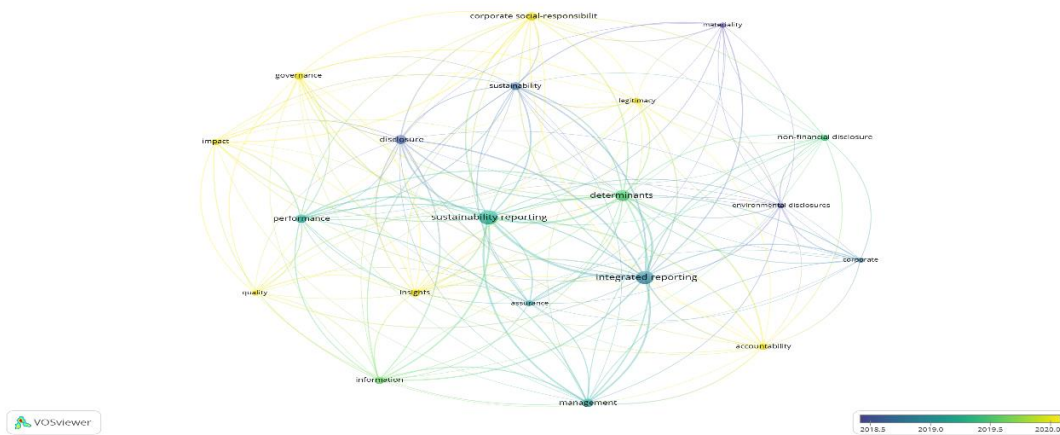 corporate social-responsibilit
materiality
governance
sustainability
legitimacy
disclosure
non-financial disclosure
impact
determinants
environmental disclosures
performance
sustainability reporting
corporate
integrated reporting
quality
insights
assurance
accountability
information
management
VOSviewer
2018.5 2019.0 2019.5 2020.0